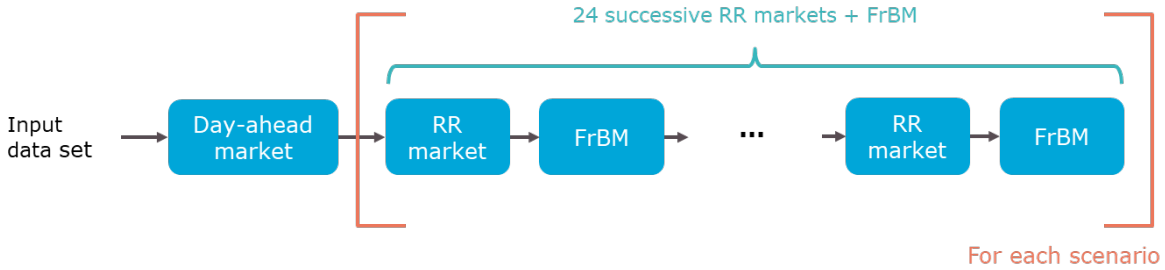 24 successive RR markets + FrBM
Input
data set
Day-ahead
market
RR
market
FrBM
...
RR
market
FrBM
For each scenario